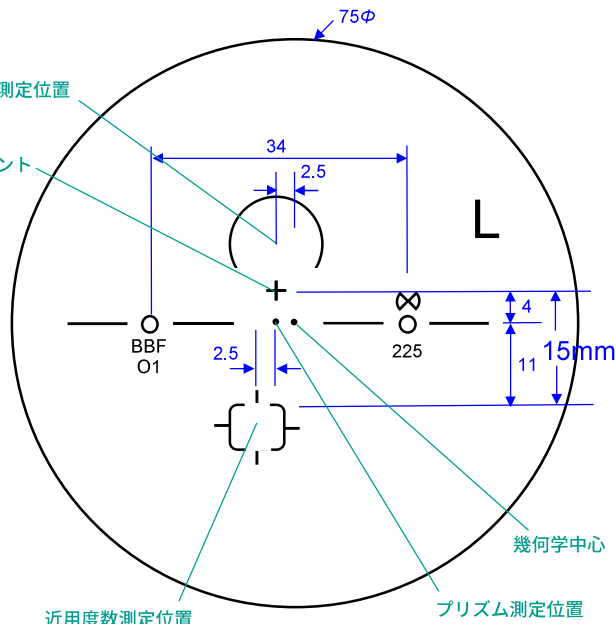 75Φ
測定位置
34
ント
2.5
L
4
BBF
O1
225
2.5
11
15mm
幾何学中心
プリズム測定位置
近用度数測定位置